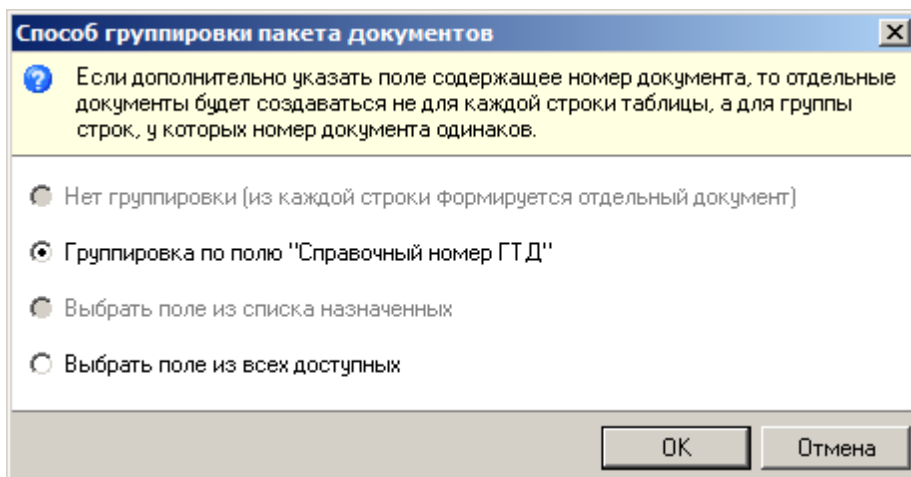 Способ группировки пакета документов
Если дополнительно указать поле содержащее номер документа, то отдельные
документы будет создаваться не для каждой строки таблицы, а для группы
строк, у которых номер документа одинаков.
Нет группировки (из каждой строки формируется отдельный документ)
Группировка по полю "Справочный номер ГТД"
Выбрать поле из списка назначенных
Выбрать поле из всех доступных
OK
Отмена